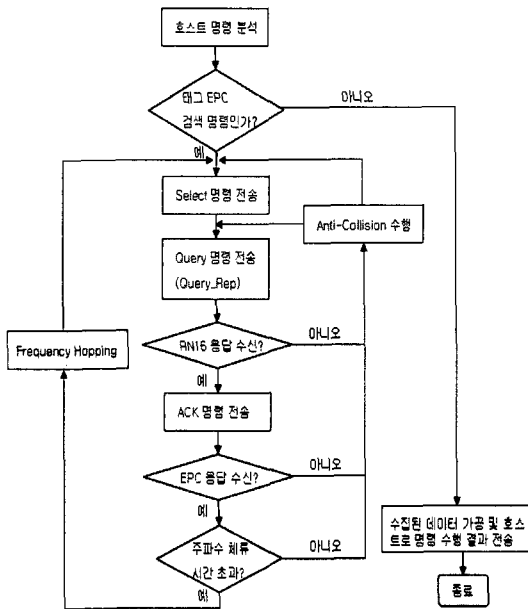 호스트 명령 분석
태그 EPC
검색 명령인가?
아니오
예
Select 명령 전송
Anti-Collision 수행
Query 명령 전송
(Query_Rep)
Frequency Hopping
RN16 응답 수신?
아니오
예
ACK 명령 전송
EPC 응답 수신?
아니오
예
주파수 체류
시간 초과?
아니오
예
수집된 데이터 가공 및 호스
트로 명령 수행 결과 전송
종료